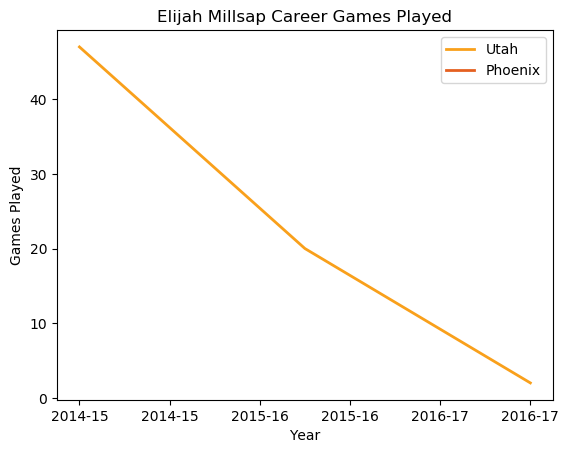 Elijah Millsap Career Games Played
Utah
Phoenix
Games Played
40
30
20
10
0
2014-15 2014-15 2015-16 2015-16 2016-17 2016-17
Year